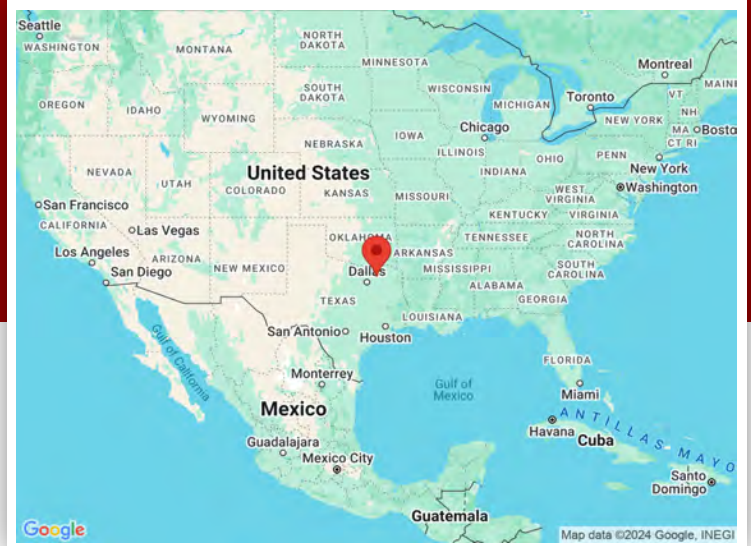 Seattle
WASHINGTON
MONTANA
NORTH
DAKOTA
MINNESOTA
Montreal
OREGON
IDAHO
WYOMING
SOUTH
DAKOTA
WISCONSIN
MICHIGAN
Toronto
VT
MAIN
NH
NEW YORK
MA
Bosto
CT RI
Chicago
IOWA
NEBRASKA
ILLINOIS
INDIANA
OHIO
PENN
New York
NEVADA
UTAH
COLORADO
United States
KANSAS
MISSOURI
WEST
VIRGINIA
Washington
San Francisco
CALIFORNIA
Las Vegas
KENTUCKY
VIRGINIA
Los Angeles
ARIZONA
NEW MEXICO
OKLAHOMA
ARKANSAS
TENNESSEE
NORTH
CAROLINA
San Diego
Dallas
MISSISSIPPI
SOUTH
CAROLINA
ALABAMA
GEORGIA
TEXAS
LOUISIANA
San Antonio
Houston
Gulf of California
FLORIDA
Monterrey
Gulf of
Mexico
Miami
Mexico
Havana
Cuba
ANTILLAS MAYO
Guadalajara
Mexico City
Santo
Domingo
Guatemala
Google
Map data ©2024 Google, INEGI